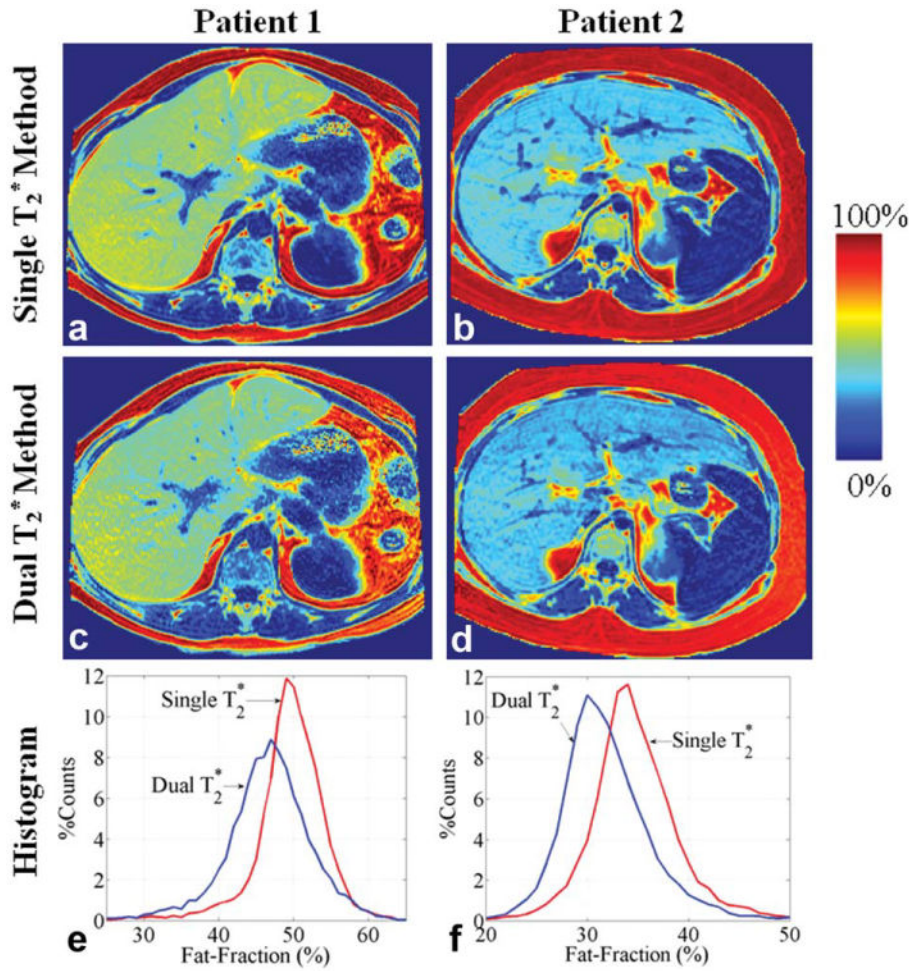 Patient 1
Patient 2
Single T2* Method
a
b
100%
0%
Dual T2* Method
c
d
Histogram
%Counts
12
10
8
6
4
2
0
Single T2*
Dual T2*
30
40
50
60
e
Fat-Fraction (%)
12
10
8
6
4
2
0
Dual T2*
Single T2*
20
30
40
50
f
Fat-Fraction (%)